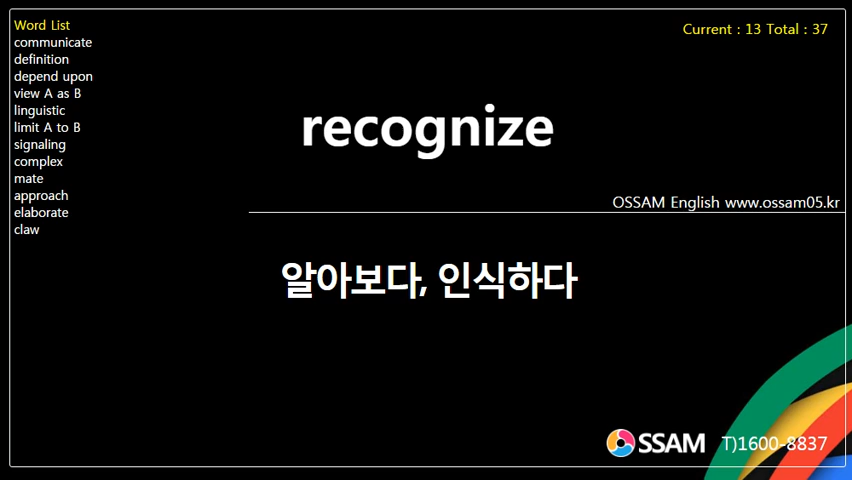 Word List
communicate
definition
depend upon
view A as B
linguistic
limit A to B
signaling
complex
mate
approach
elaborate
claw
Current : 13 Total : 37
recognize
OSSAM English www.ossam05.kr
알아보다, 인식하다
OSSAM T)1600-8837